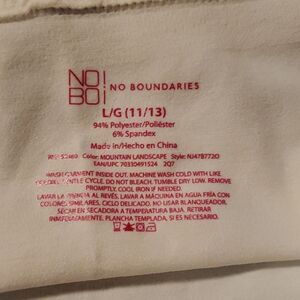 NO!
BO!
NO BOUNDARIES
L/G (11/13)
94% Polyester/Poliéster
6% Spandex
Made in/Hecho en China
Color: MOUNTAIN LANDSCAPE Style: NJ47B772O
EAN/UPC 70330491524 2Q7
WASH GARMENT INSIDE OUT. MACHINE WASH COLD WITH LIKE
COLORS. GENTLE CYCLE. DO NOT BLEACH. TUMBLE DRY LOW. REMOVE
PROMPTLY. COOL IRON IF NEEDED.
LAVAR LA PRENDA AL REVÉS. LAVAR A MÁQUINA EN AGUA FRÍA CON
COLORES SIMILARES. CICLO DELICADO. NO USAR BLANQUEADOR.
SECAR EN SECADORA A TEMPERATURA BAJA. RETIRAR
INMEDIATAMENTE. PLANCHA TEMPLADA, SI ES NECESARIO.